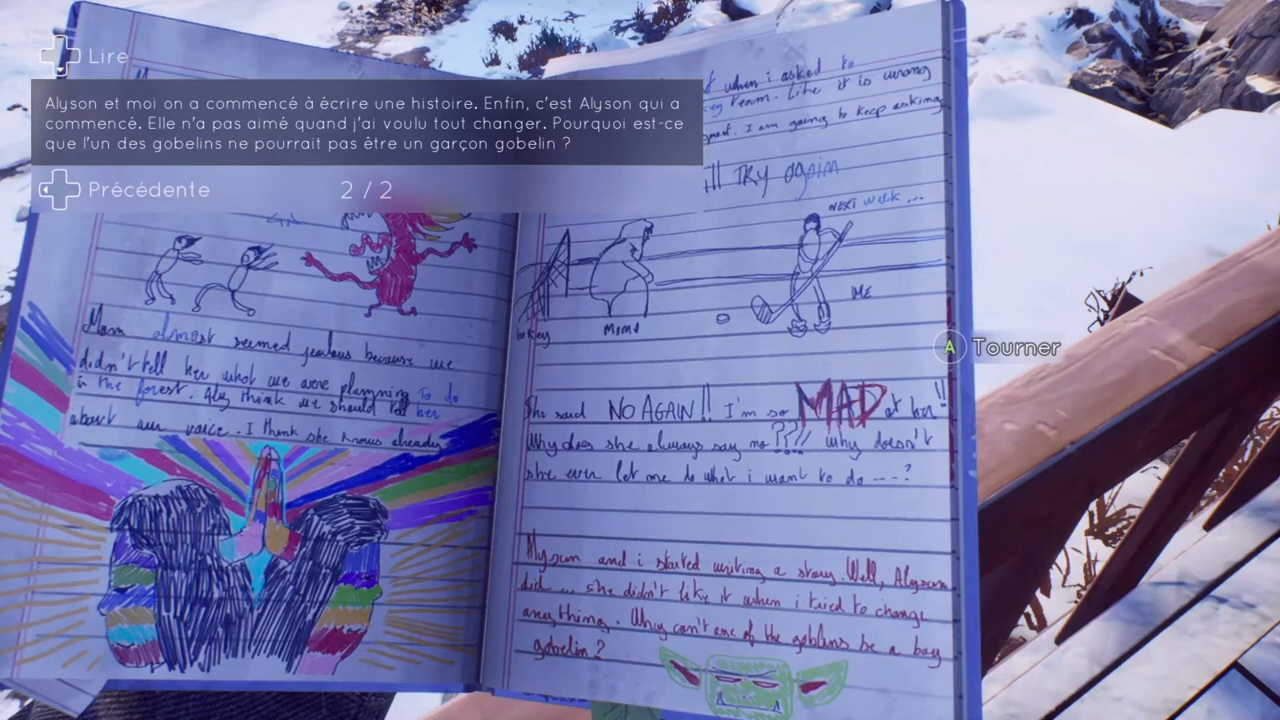 Lire
Alyson et moi on a commencé à écrire une histoire. Enfin, c'est Alyson qui a
commencé. Elle n'a pas aimé quand j'ai voulu tout changer. Pourquoi est-ce
que l'un des gobelins ne pourrait pas être un garçon gobelin ?
Précédente
2 / 2
Mom almost seemed jealous because we
didn't tell her what we were plannning to do
in the forest. Aly think we should tell her
about our voice. I think she knows already
when i asked to
Like it is wrong
I am going to keep asking
TRY again
NEXT week ...
ME
Mom
hockey
She said NO AGAIN!! I'm so MAD at her!!
Why does she always say no ??!! why doesn't
she even let me do what i want to do ---?
Alyson and i started writing a story. Well, Alyson
did ... she didn't like it when i tried to change
anything. Why can't one of the goblins be a boy
gobelin?
A Tourner